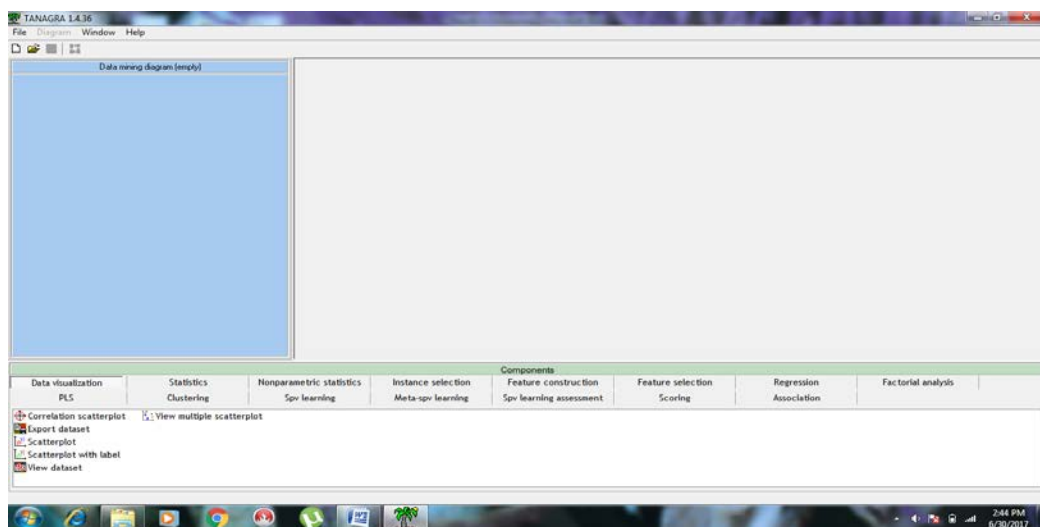 TANAGRA 1.4.36
File Diagram Window Help
Data mining diagram (empty)
Components
Data visualization Statistics Nonparametric statistics Instance selection Feature construction Feature selection Regression Factorial analysis
PLS Clustering Spv learning Meta-spv learning Spv learning assessment Scoring Association
Correlation scatterplot View multiple scatterplot
Export dataset
Scatterplot
Scatterplot with label
View dataset
2:44 PM
6/30/2017